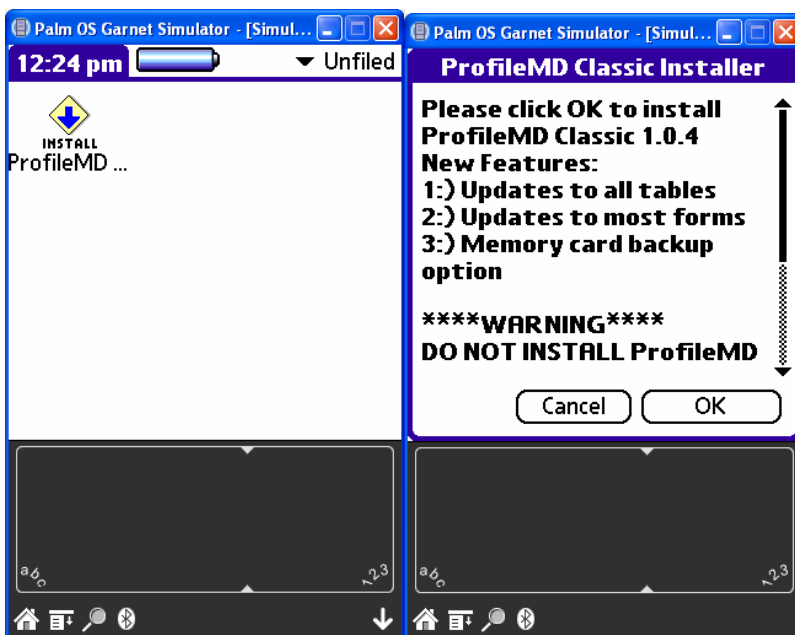 Palm OS Garnet Simulator - [Simul...
12:24 pm
Unfiled
INSTALL
ProfileMD ...
abc
123
Palm OS Garnet Simulator - [Simul...
ProfileMD Classic Installer
Please click OK to install
ProfileMD Classic 1.0.4
New Features:
1:) Updates to all tables
2:) Updates to most forms
3:) Memory card backup
option
****WARNING****
DO NOT INSTALL ProfileMD
Cancel
OK
abc
123